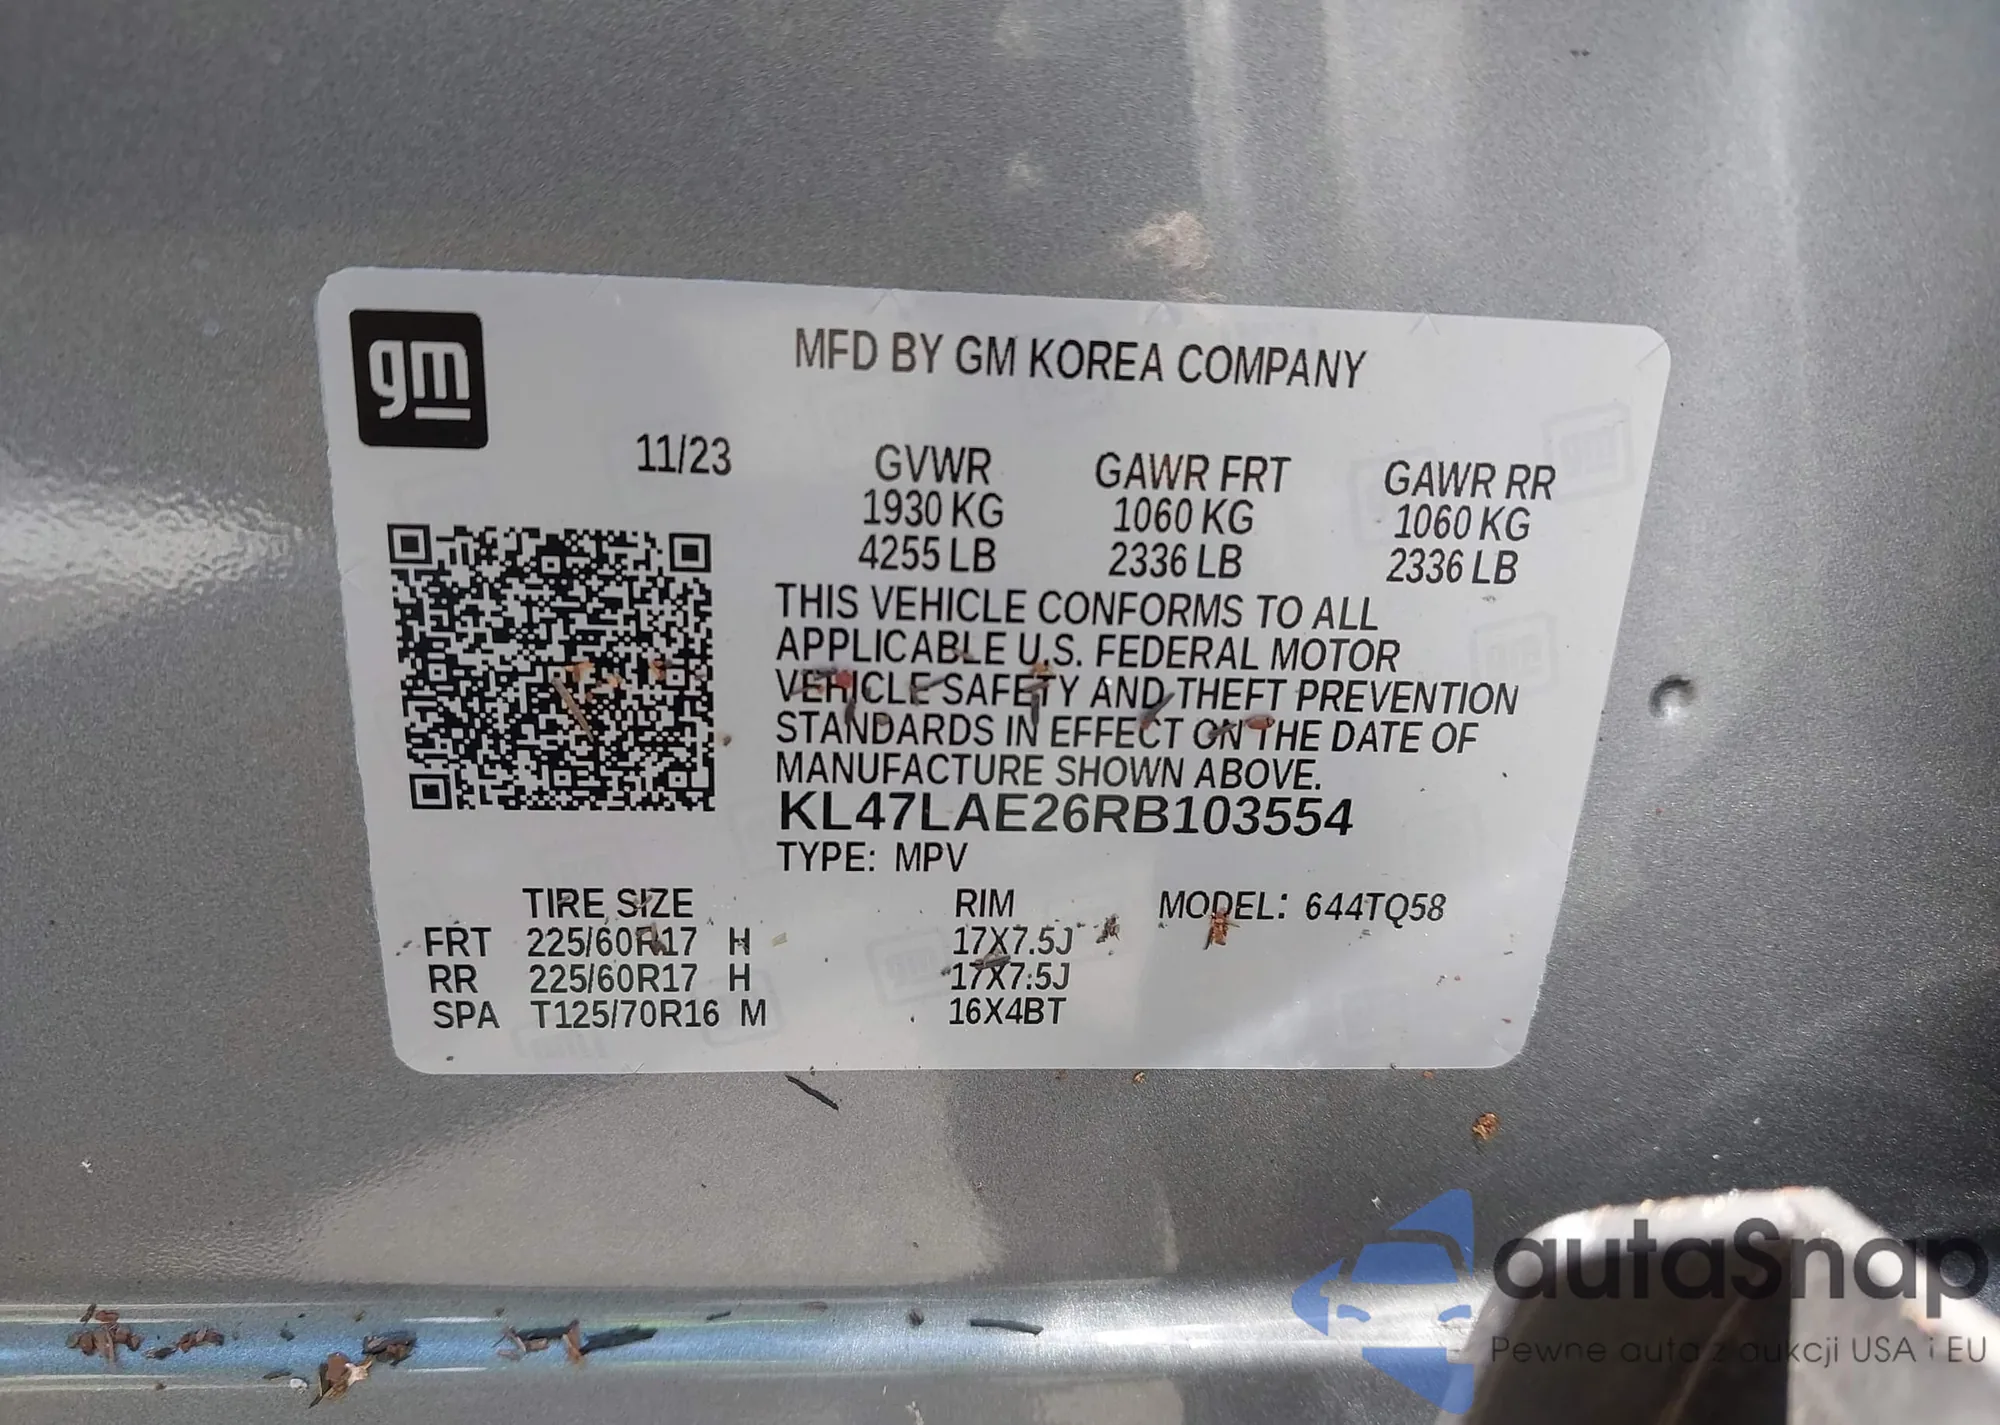 gm
MFD BY GM KOREA COMPANY
11/23
GVWR GAWR FRT GAWR RR
1930 KG 1060 KG 1060 KG
4255 LB 2336 LB 2336 LB
THIS VEHICLE CONFORMS TO ALL
APPLICABLE U.S. FEDERAL MOTOR
VEHICLE SAFETY AND THEFT PREVENTION
STANDARDS IN EFFECT ON THE DATE OF
MANUFACTURE SHOWN ABOVE.
KL47LAE26RB103554
TYPE: MPV
TIRE SIZE RIM MODEL: 644TQ58
FRT 225/60R17 H 17X7.5J
RR 225/60R17 H 17X7.5J
SPA T125/70R16 M 16X4BT
autaSnap
Pewne auta z aukcji USA i EU